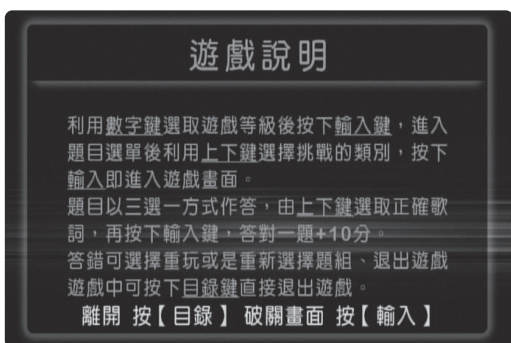 遊戲說明
利用數字鍵選取遊戲等級後按下輸入鍵，進入
題目選單後利用上下鍵選擇挑戰的類別，按下
輸入即進入遊戲畫面。
題目以三選一方式作答，由上下鍵選取正確歌
詞，再按下輸入鍵，答對一題+10分。
答錯可選擇重玩或是重新選擇題組、退出遊戲
遊戲中可按下目錄鍵直接退出遊戲。
離開 按【目錄】 破關畫面 按【輸入】